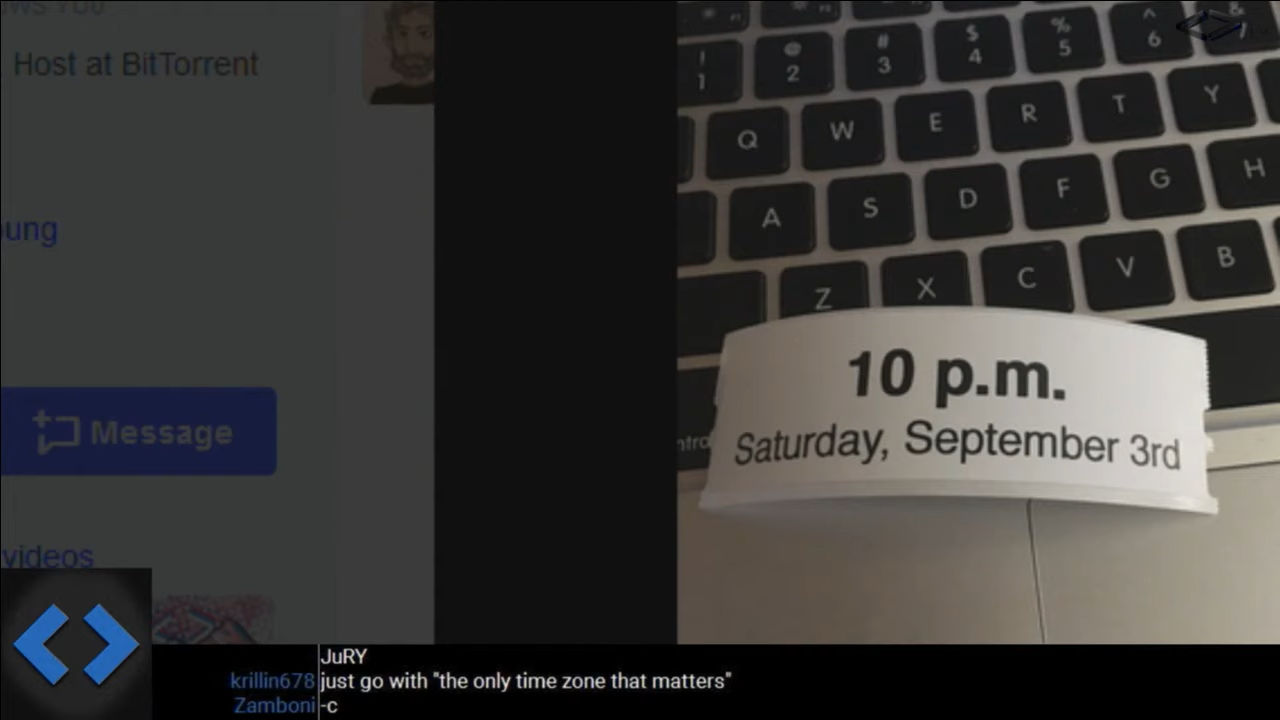 Host at BitTorrent
Message
videos
! @ # $ % ^ &
1 2 3 4 5 6 7
Q W E R T Y
A S D F G H
Z X C V B
10 p.m.
Saturday, September 3rd
JuRY
krillin678 just go with "the only time zone that matters"
Zamboni -c